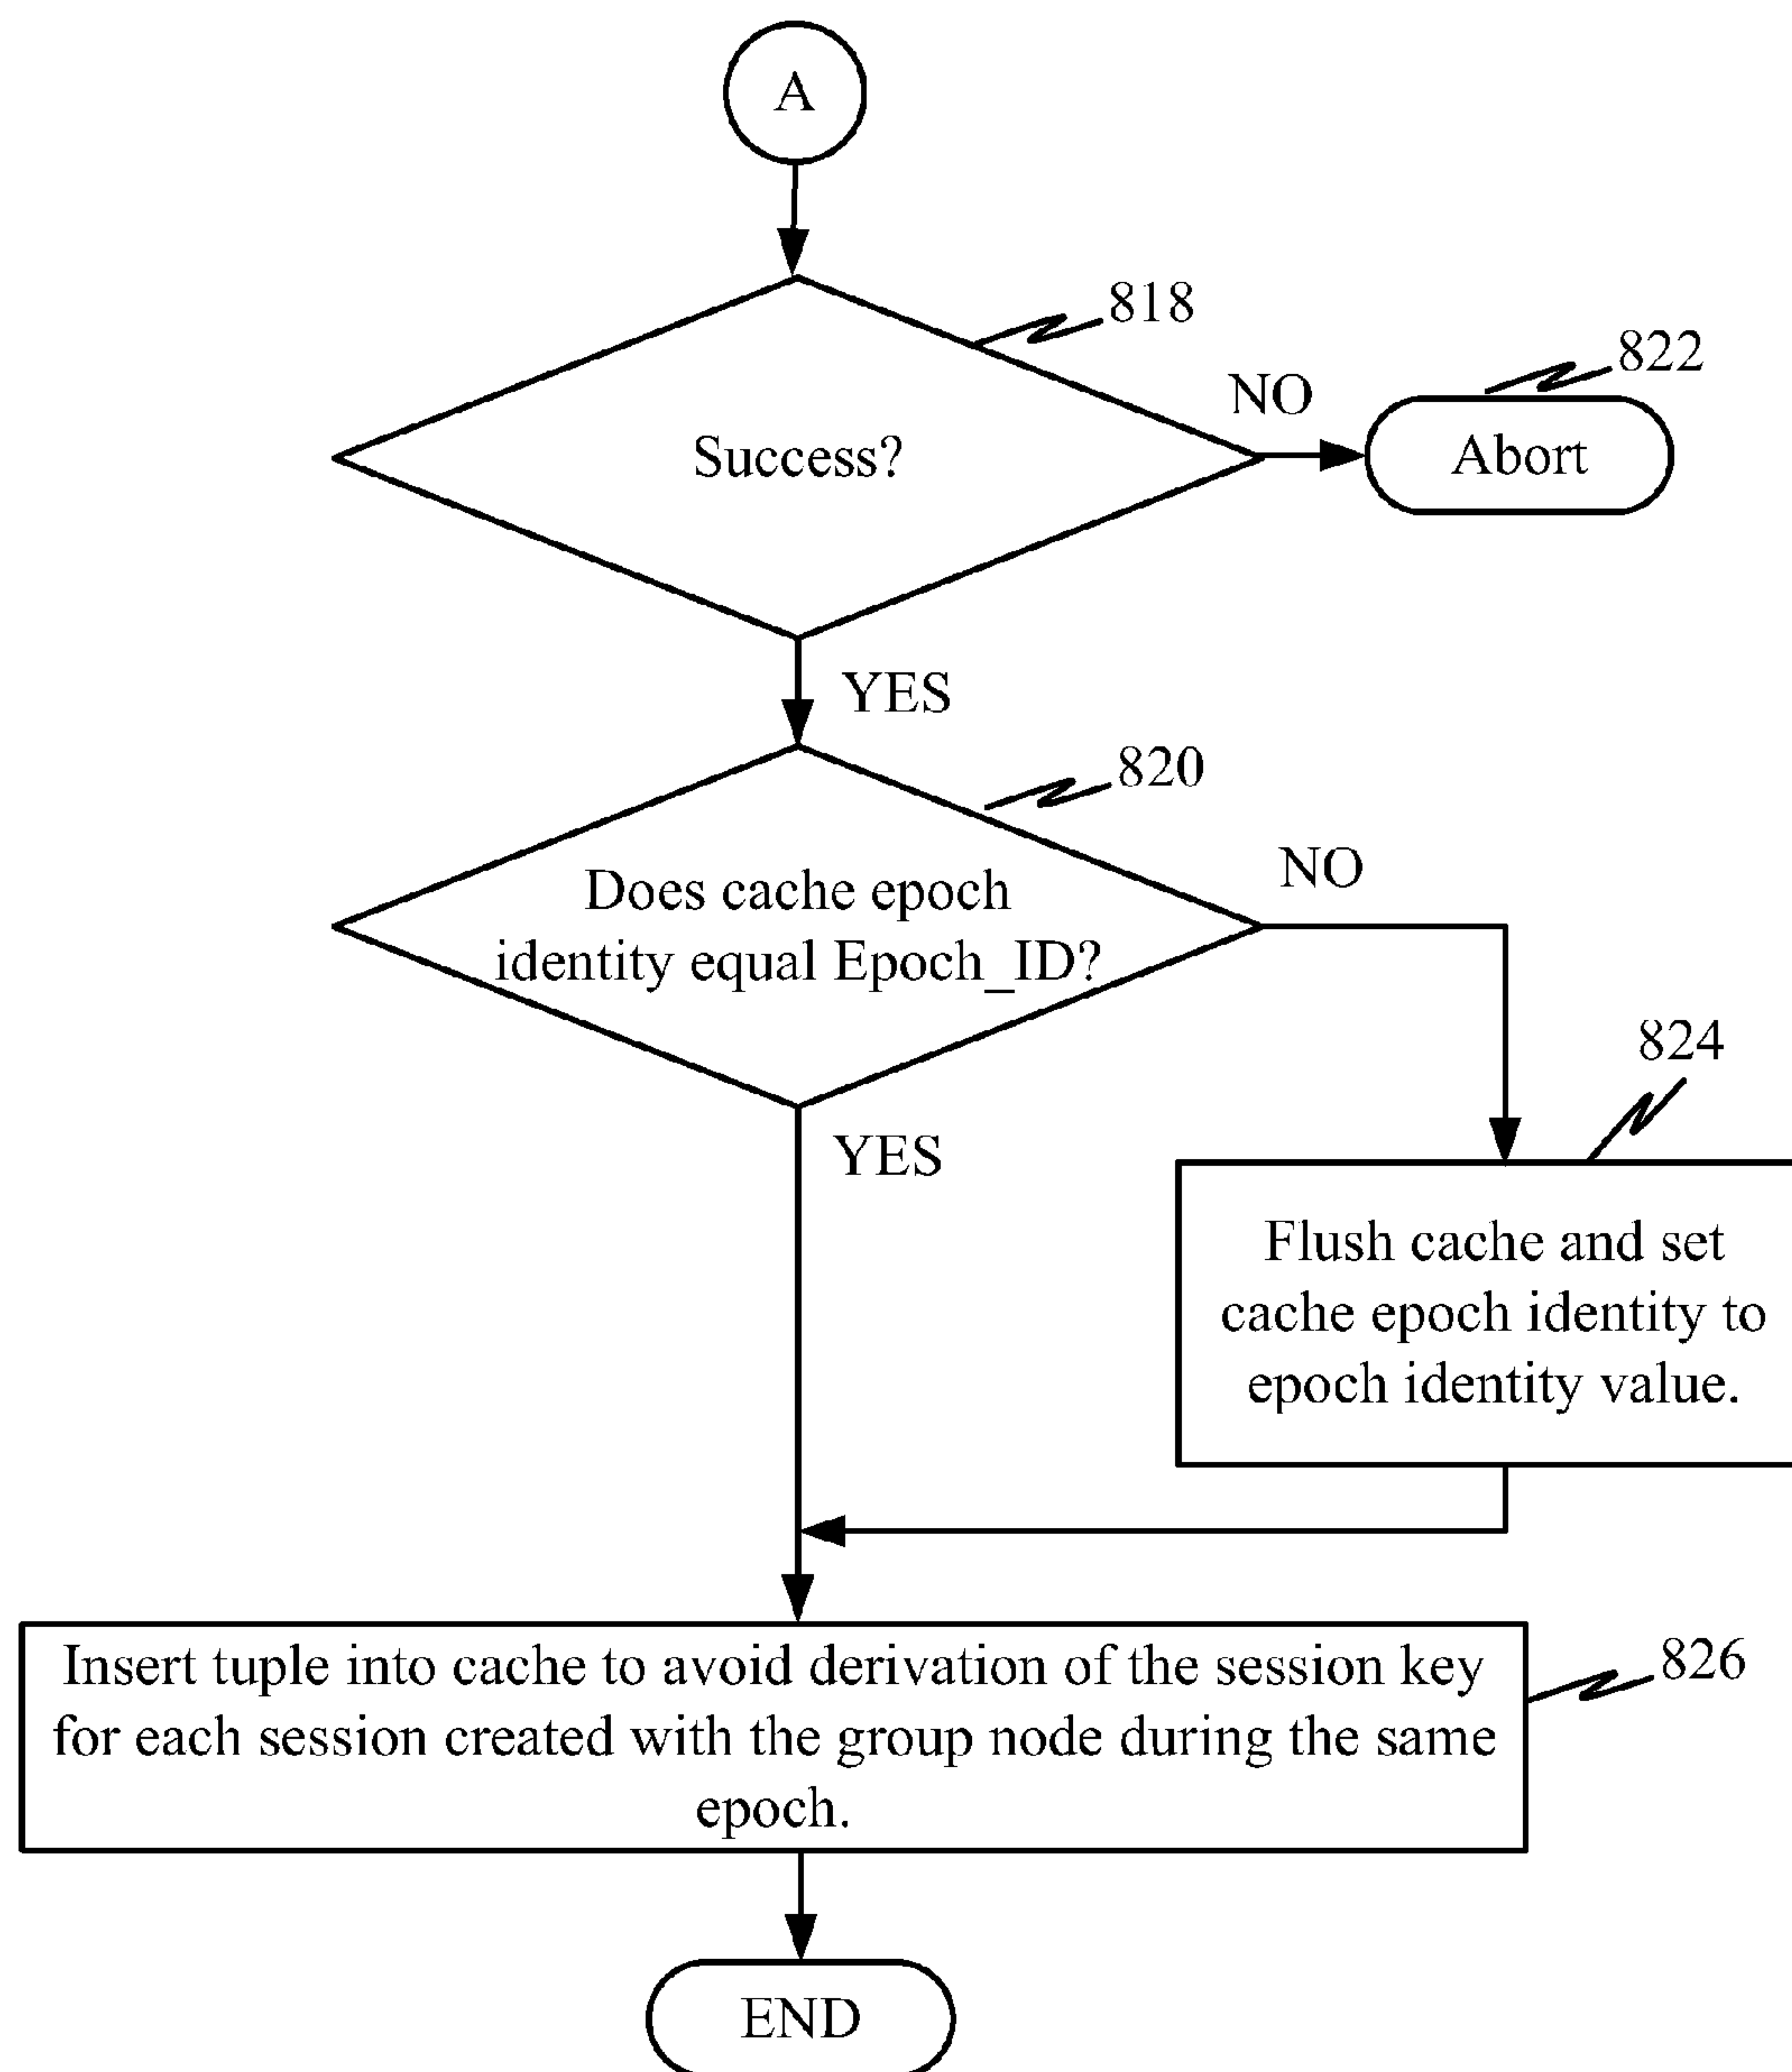 A
818
Success?
NO
822
Abort
YES
820
Does cache epoch
identity equal Epoch_ID?
NO
YES
824
Flush cache and set
cache epoch identity to
epoch identity value.
Insert tuple into cache to avoid derivation of the session key
for each session created with the group node during the same
epoch.
826
END